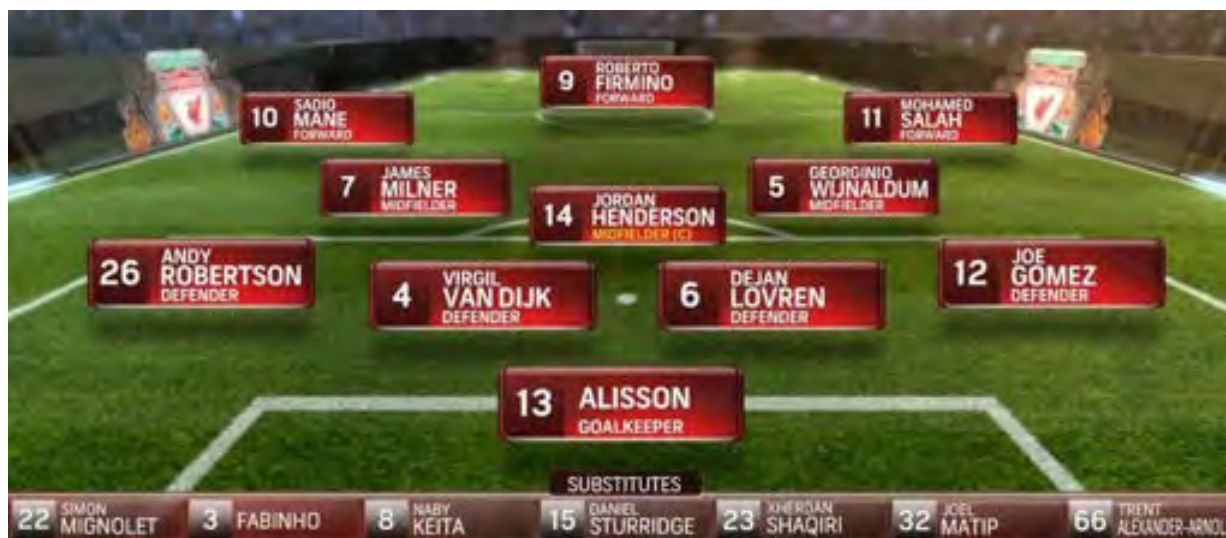 9 ROBERTO
FIRMINO
FORWARD
10 SADIO
MANE
FORWARD
11 MOHAMED
SALAH
FORWARD
7 JAMES
MILNER
MIDFIELDER
5 GEORGINIO
WIJNALDUM
MIDFIELDER
14 JORDAN
HENDERSON
MIDFIELDER (C)
26 ANDY
ROBERTSON
DEFENDER
4 VIRGIL
VAN DIJK
DEFENDER
6 DEJAN
LOVREN
DEFENDER
12 JOE
GOMEZ
DEFENDER
13 ALISSON
GOALKEEPER
SUBSTITUTES
22 SIMON
MIGNOLET
3 FABINHO
8 NABY
KEITA
15 DANIEL
STURRIDGE
23 XHERDAN
SHAQIRI
32 JOEL
MATIP
66 TRENT
ALEXANDER-ARNOL